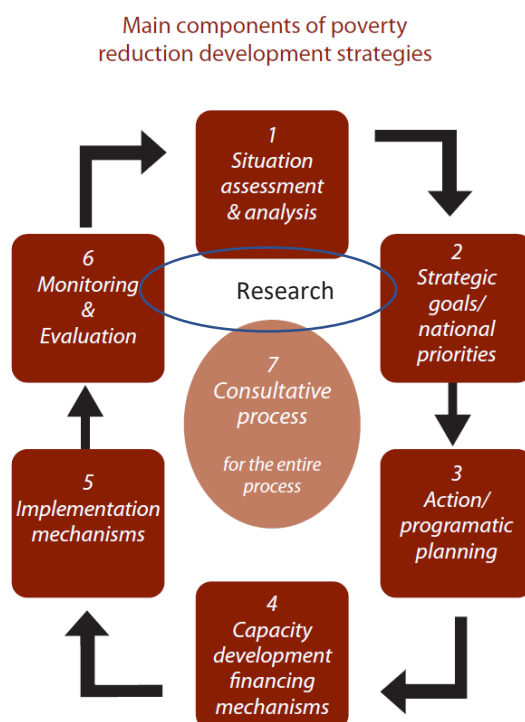 Main components of poverty
reduction development strategies
1
Situation
assessment
& analysis
2
Strategic
goals/
national
priorities
3
Action/
programatic
planning
4
Capacity
development
financing
mechanisms
5
Implementation
mechanisms
6
Monitoring
&
Evaluation
Research
7
Consultative
process
for the entire
process